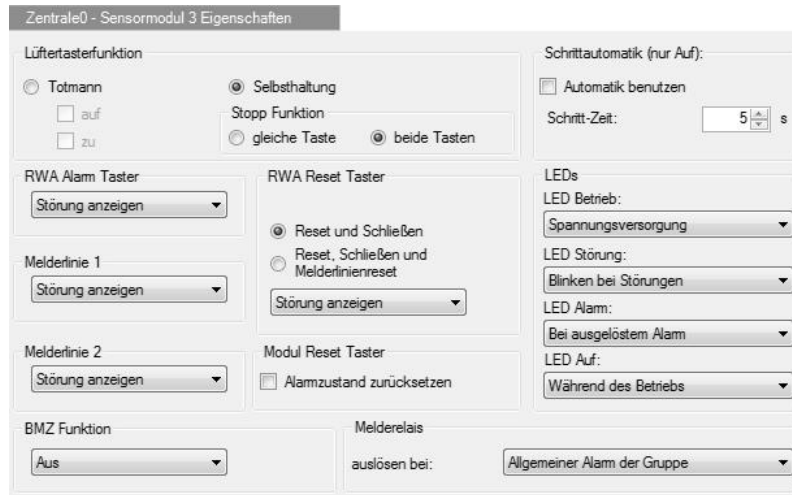 Zentrale0 - Sensormodul 3 Eigenschaften
Lüftertasterfunktion
Totmann
auf
zu
Selbsthaltung
Stopp Funktion
gleiche Taste
beide Tasten
Schrittautomatik (nur Auf):
Automatik benutzen
Schritt-Zeit:
5
s
RWA Alarm Taster
Störung anzeigen
Melderlinie 1
Störung anzeigen
Melderlinie 2
Störung anzeigen
RWA Reset Taster
Reset und Schließen
Reset, Schließen und
Melderlinienreset
Störung anzeigen
Modul Reset Taster
Alarmzustand zurücksetzen
LEDs
LED Betrieb:
Spannungsversorgung
LED Störung:
Blinken bei Störungen
LED Alarm:
Bei ausgelöstem Alarm
LED Auf:
Während des Betriebs
BMZ Funktion
Aus
Melderelais
auslösen bei:
Allgemeiner Alarm der Gruppe